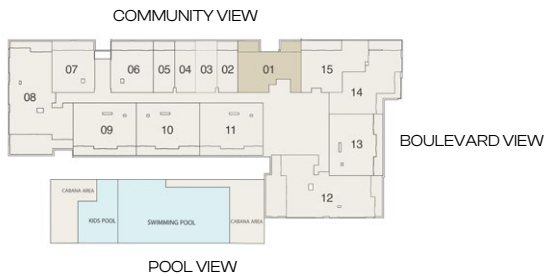 COMMUNITY VIEW
07 06 05 04 03 02 01 15
08 14
09 10 11
13
BOULEVARD VIEW
12
CABANA AREA
KIDS POOL SWIMMING POOL CABANA AREA
POOL VIEW